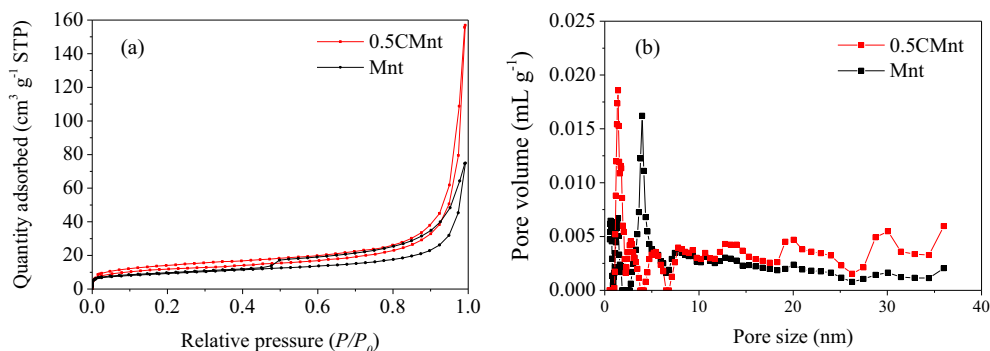 (a)
0.5CMnt
Mnt
Quantity adsorbed (cm³ g⁻¹ STP)
160
140
120
100
80
60
40
20
0
0.0 0.2 0.4 0.6 0.8 1.0
Relative pressure (P/P₀)
(b)
0.5CMnt
Mnt
Pore volume (mL g⁻¹)
0.025
0.020
0.015
0.010
0.005
0.000
0 10 20 30 40
Pore size (nm)